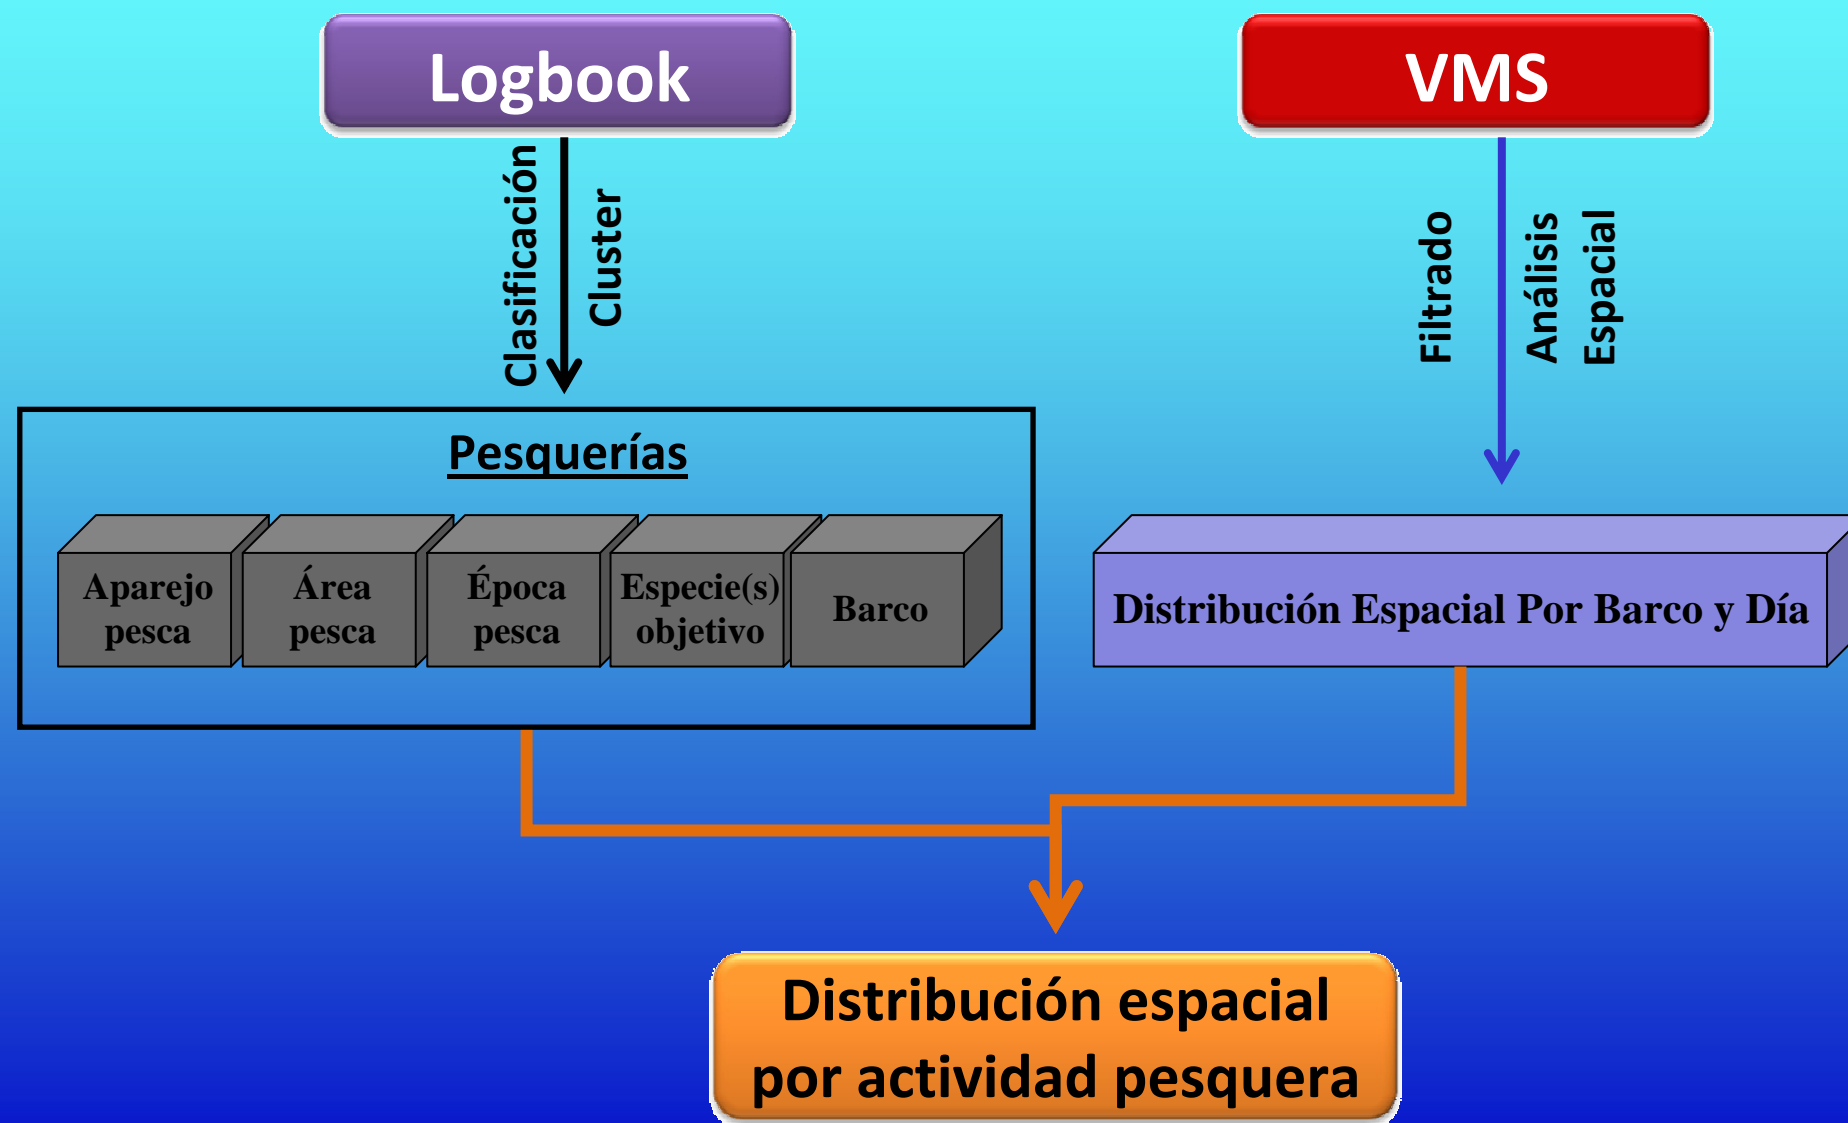 Logbook
VMS
Clasificación
Cluster
Filtrado
Análisis
Espacial
Pesquerías
Aparejo
pesca
Área
pesca
Época
pesca
Especie(s)
objetivo
Barco
Distribución Espacial Por Barco y Día
Distribución espacial
por actividad pesquera